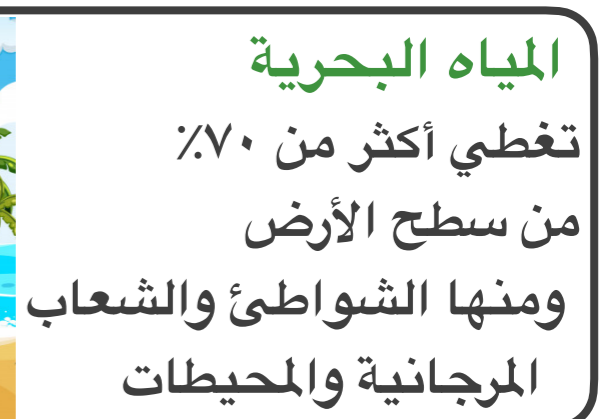 المياه البحرية
تغطي أكثر من ٧٠٪
من سطح الأرض
ومنها الشواطئ والشعاب
المرجانية والمحيطات